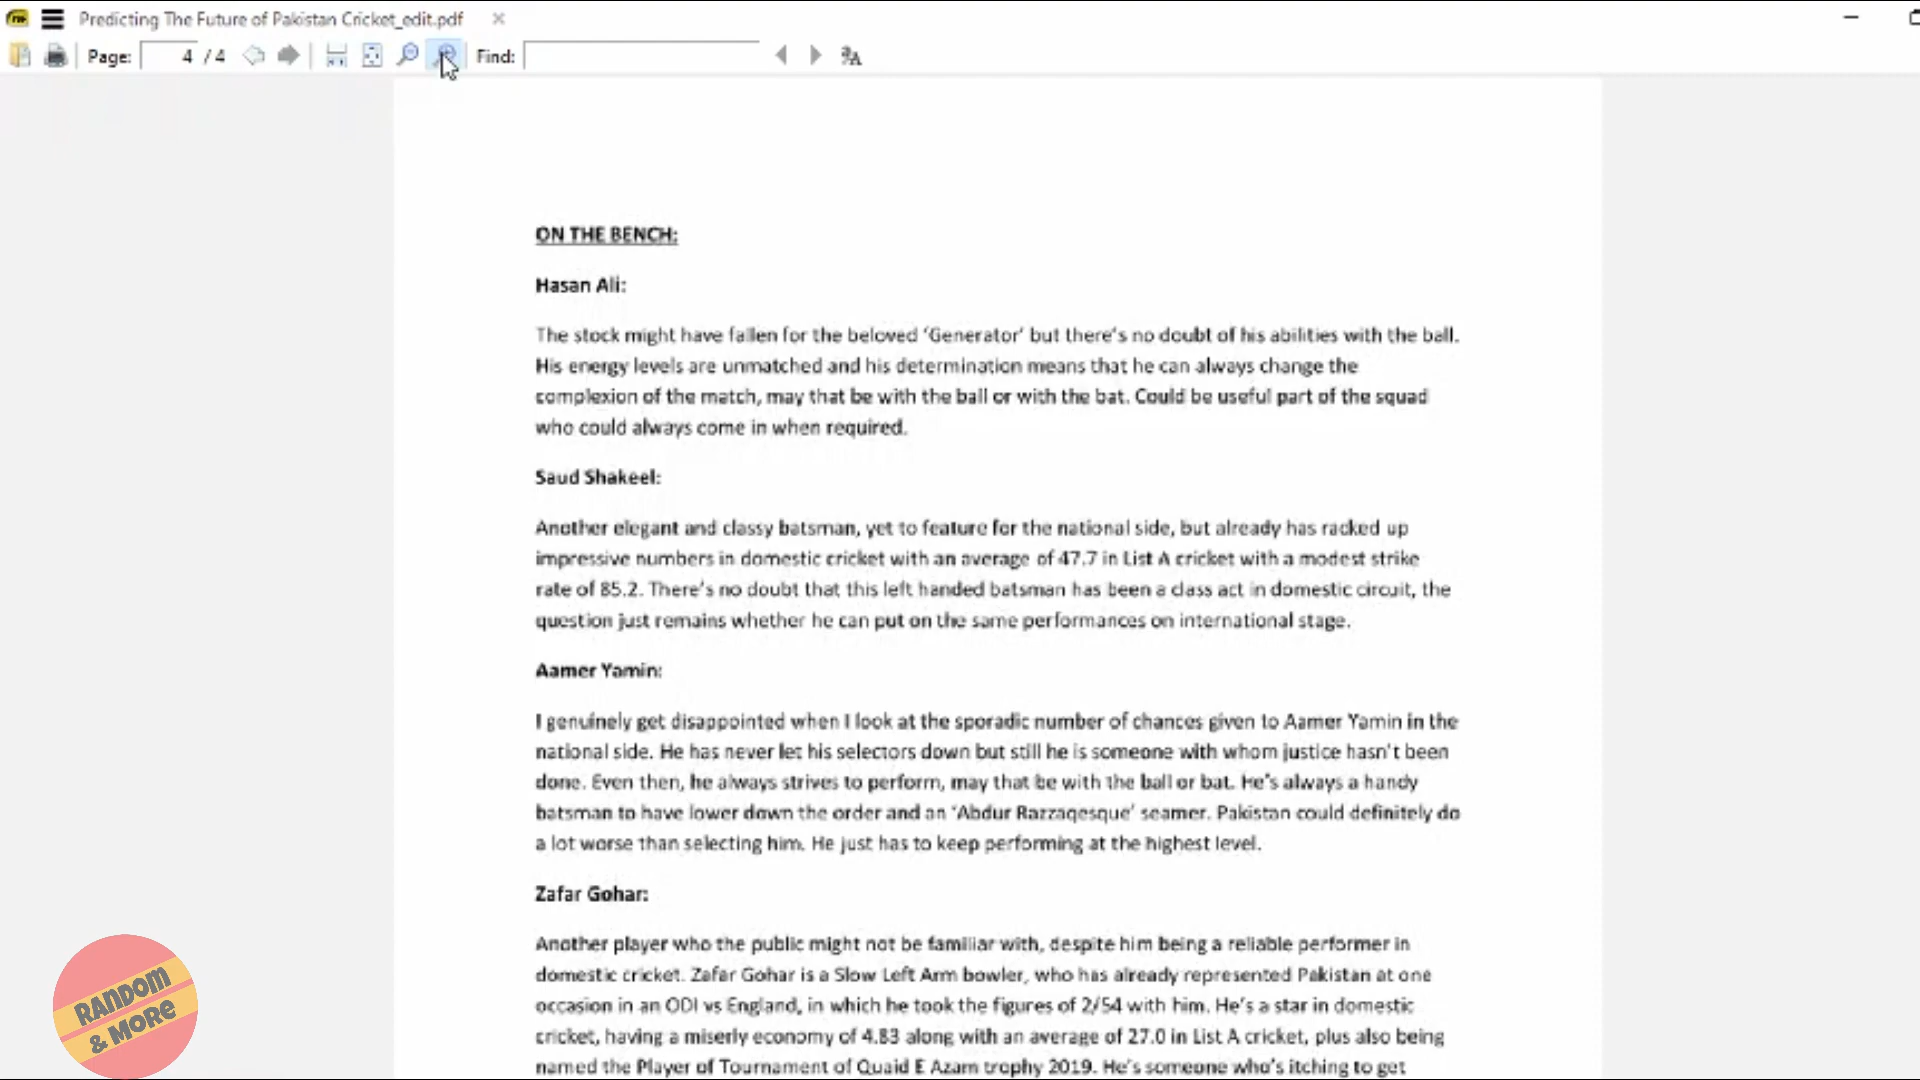 Predicting The Future of Pakistan Cricket_edit.pdf
Page: 4 / 4 Find:
ON THE BENCH:
Hasan Ali:
The stock might have fallen for the beloved ‘Generator’ but there’s no doubt of his abilities with the ball.
His energy levels are unmatched and his determination means that he can always change the
complexion of the match, may that be with the ball or with the bat. Could be useful part of the squad
who could always come in when required.
Saud Shakeel:
Another elegant and classy batsman, yet to feature for the national side, but already has racked up
impressive numbers in domestic cricket with an average of 47.7 in List A cricket with a modest strike
rate of 85.2. There’s no doubt that this left handed batsman has been a class act in domestic circuit, the
question just remains whether he can put on the same performances on international stage.
Aamer Yamin:
I genuinely get disappointed when I look at the sporadic number of chances given to Aamer Yamin in the
national side. He has never let his selectors down but still he is someone with whom justice hasn’t been
done. Even then, he always strives to perform, may that be with the ball or bat. He’s always a handy
batsman to have lower down the order and an ‘Abdur Razzaqesque’ seamer. Pakistan could definitely do
a lot worse than selecting him. He just has to keep performing at the highest level.
Zafar Gohar:
Another player who the public might not be familiar with, despite him being a reliable performer in
domestic cricket. Zafar Gohar is a Slow Left Arm bowler, who has already represented Pakistan at one
occasion in an ODI vs England, in which he took the figures of 2/54 with him. He’s a star in domestic
cricket, having a miserly economy of 4.83 along with an average of 27.0 in List A cricket, plus also being
named the Player of Tournament of Quaid E Azam trophy 2019. He’s someone who’s itching to get
RANDOM
& MORE